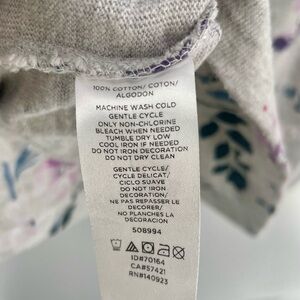 100% COTTON/ COTON/
ALGODON
MACHINE WASH COLD
GENTLE CYCLE
ONLY NON-CHLORINE
BLEACH WHEN NEEDED
TUMBLE DRY LOW
COOL IRON IF NEEDED
DO NOT IRON DECORATION
DO NOT DRY CLEAN
GENTLE CYCLE/
CYCLE DELICAT/
CICLO SUAVE
DO NOT IRON DECORATION/
NE PAS REPASSER LE
DECORER/
NO PLANCHES LA
DECORACION
508994
ID#70164
CA#57421
RN#140923